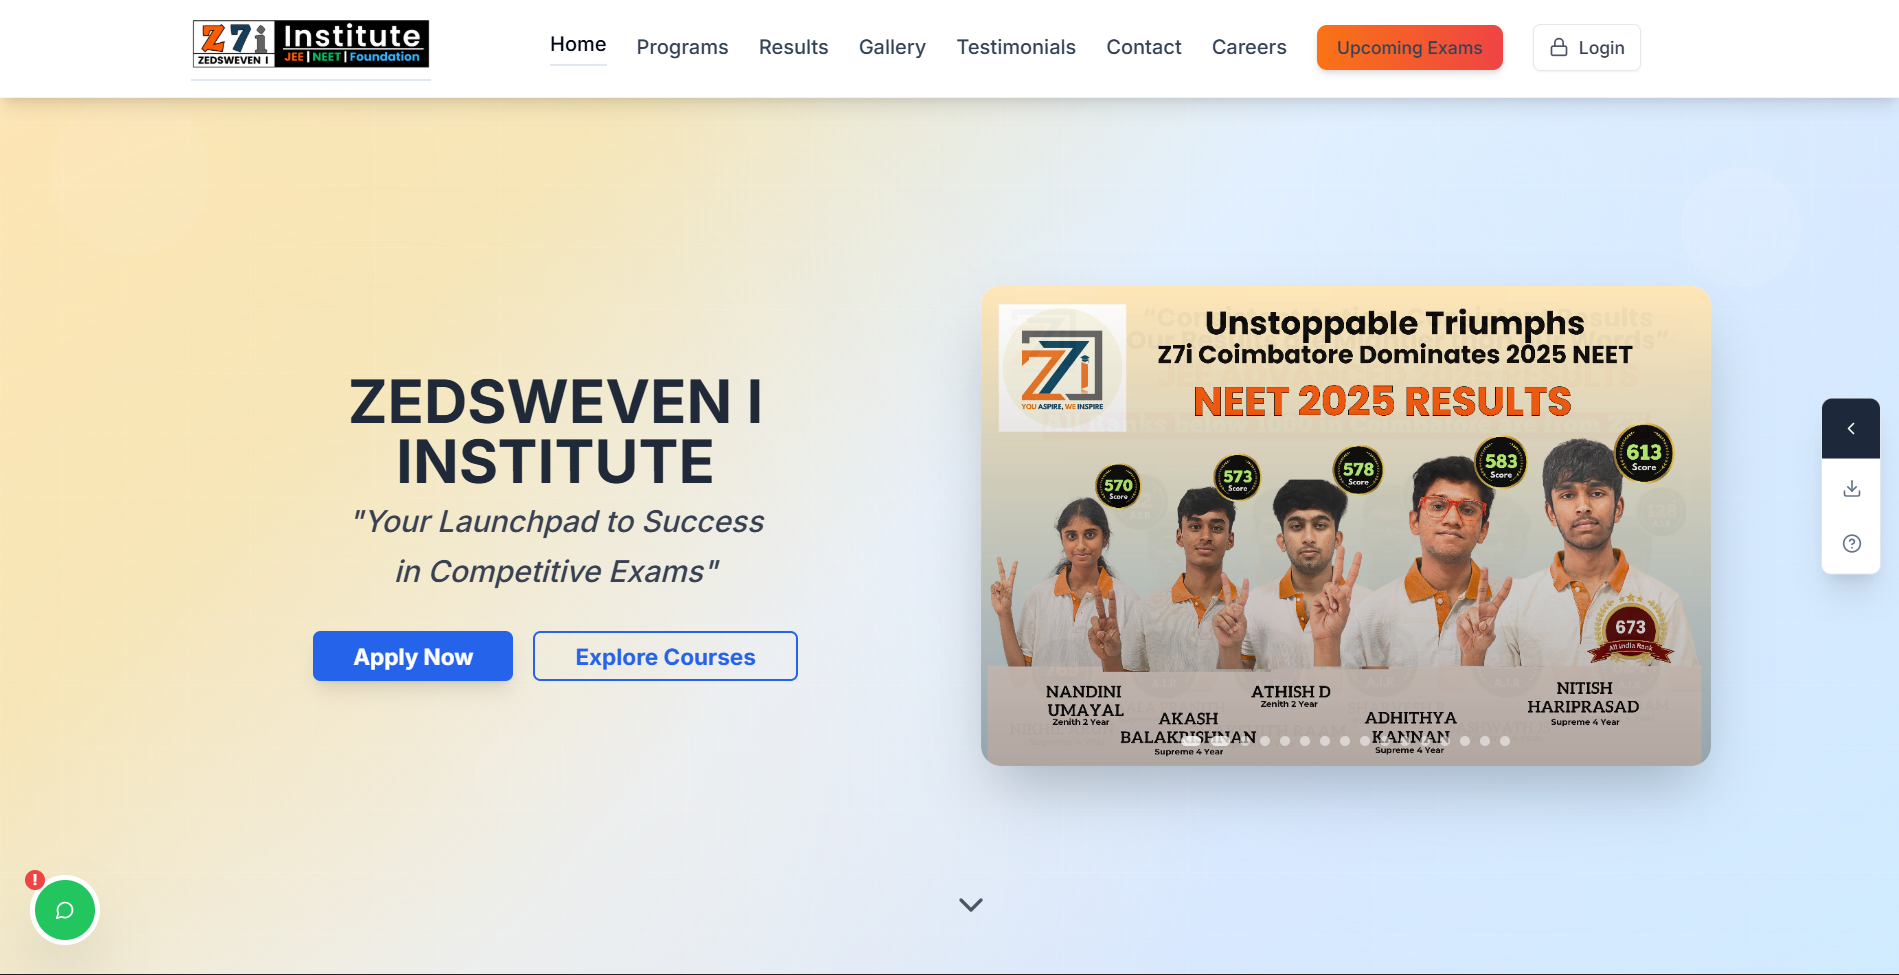 Z7i Institute
ZEDSWEVEN I JEE | NEET | Foundation
Home Programs Results Gallery Testimonials Contact Careers Upcoming Exams Login
ZEDSWEVEN I
INSTITUTE
"Your Launchpad to Success
in Competitive Exams"
Apply Now Explore Courses
Z7i
YOU ASPIRE, WE INSPIRE
Unstoppable Triumphs
Z7i Coimbatore Dominates 2025 NEET
NEET 2025 RESULTS
570 Score
573 Score
578 Score
583 Score
613 Score
673
All India Rank
NANDINI
UMAYAL
Zenith 2 Year
AKASH
BALAKRISHNAN
Supreme 4 Year
ATHISH D
Zenith 2 Year
ADHITHYA
KANNAN
Supreme 4 Year
NITISH
HARIPRASAD
Supreme 4 Year
!